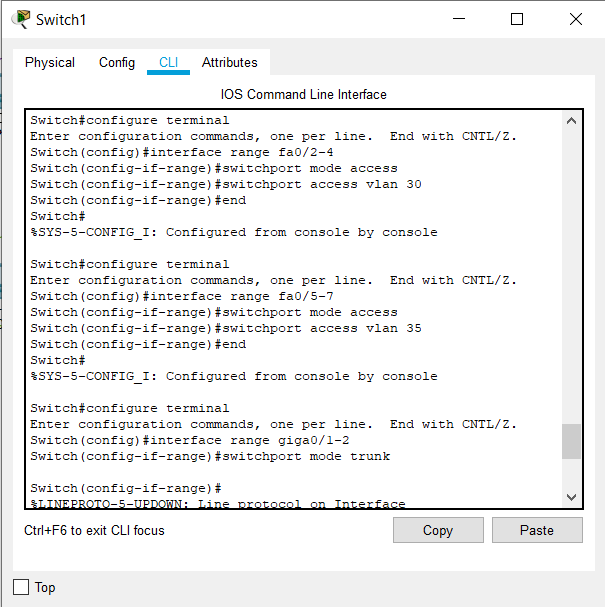 Switch1
Physical Config CLI Attributes
IOS Command Line Interface
Switch#configure terminal
Enter configuration commands, one per line.  End with CNTL/Z.
Switch(config)#interface range fa0/2-4
Switch(config-if-range)#switchport mode access
Switch(config-if-range)#switchport access vlan 30
Switch(config-if-range)#end
Switch#
%SYS-5-CONFIG_I: Configured from console by console
Switch#configure terminal
Enter configuration commands, one per line.  End with CNTL/Z.
Switch(config)#interface range fa0/5-7
Switch(config-if-range)#switchport mode access
Switch(config-if-range)#switchport access vlan 35
Switch(config-if-range)#end
Switch#
%SYS-5-CONFIG_I: Configured from console by console
Switch#configure terminal
Enter configuration commands, one per line.  End with CNTL/Z.
Switch(config)#interface range giga0/1-2
Switch(config-if-range)#switchport mode trunk
Switch(config-if-range)#
%LINEPROTO-5-UPDOWN: Line protocol on Interface
Ctrl+F6 to exit CLI focus
Copy Paste
Top